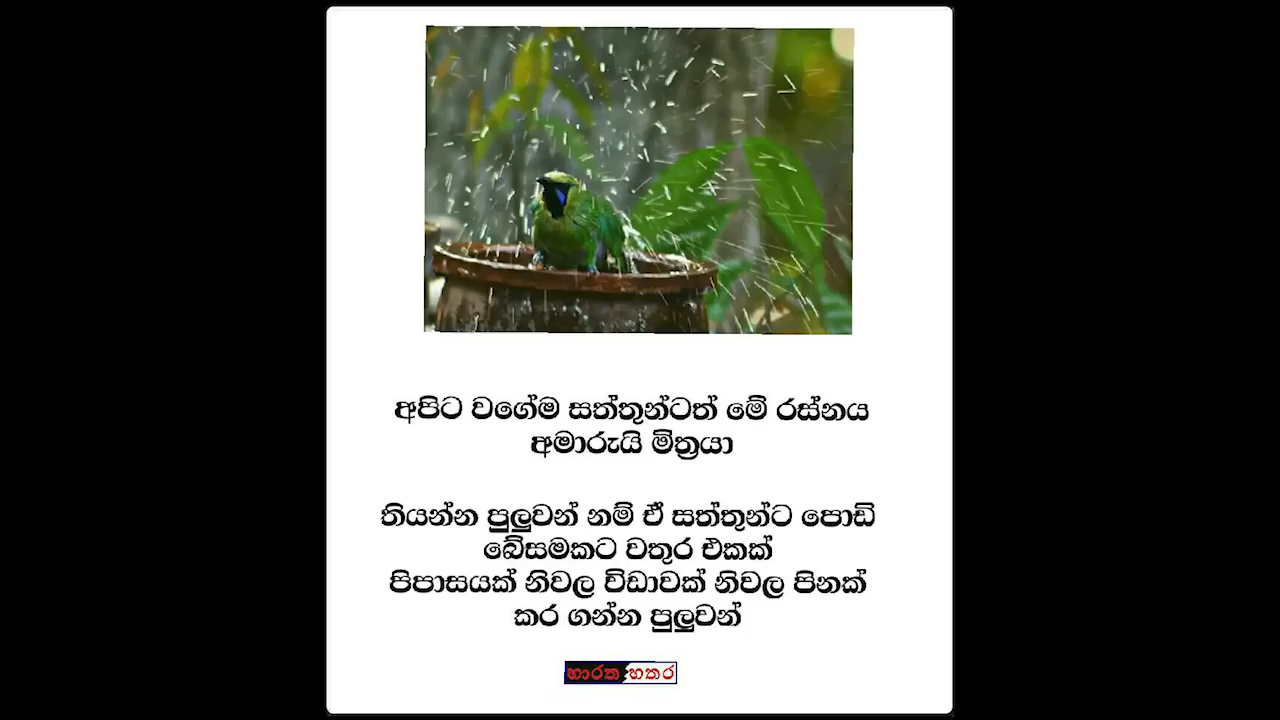 අපිට වගේම සත්තුන්ටත් මේ රස්නය
අමාරුයි මිත්‍රයා
තියන්න පුලුවන් නම් ඒ සත්තුන්ට පොඩි
බේසමකට වතුර එකක්
පිපාසයක් නිවල විඩාවක් නිවල පිනක්
කර ගන්න පුලුවන්
භාරත හතර